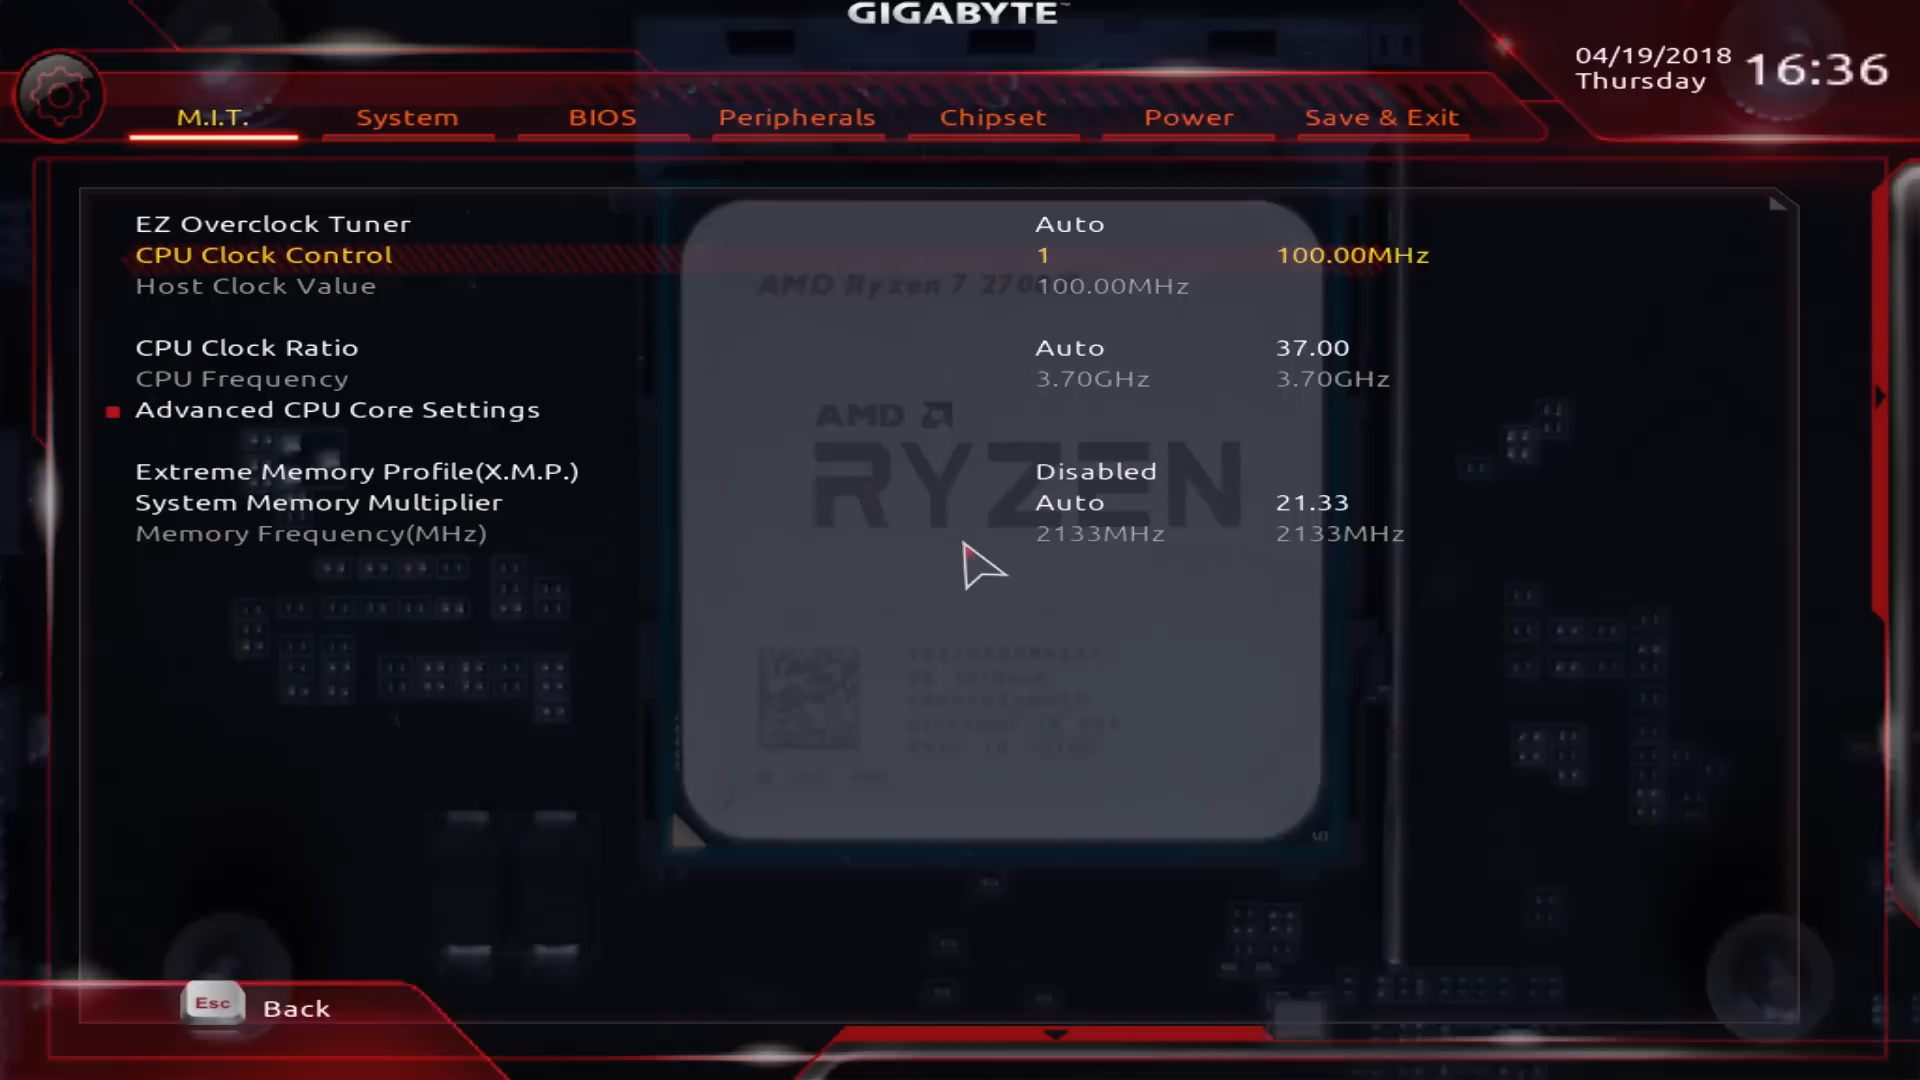 GIGABYTE™
04/19/2018
Thursday
16:36
M.I.T. System BIOS Peripherals Chipset Power Save & Exit
EZ Overclock Tuner Auto
CPU Clock Control 1 100.00MHz
Host Clock Value 100.00MHz
AMD Ryzen 7
CPU Clock Ratio Auto 37.00
CPU Frequency 3.70GHz 3.70GHz
Advanced CPU Core Settings
AMD
RYZEN
Extreme Memory Profile(X.M.P.) Disabled
System Memory Multiplier Auto 21.33
Memory Frequency(MHz) 2133MHz 2133MHz
Esc Back